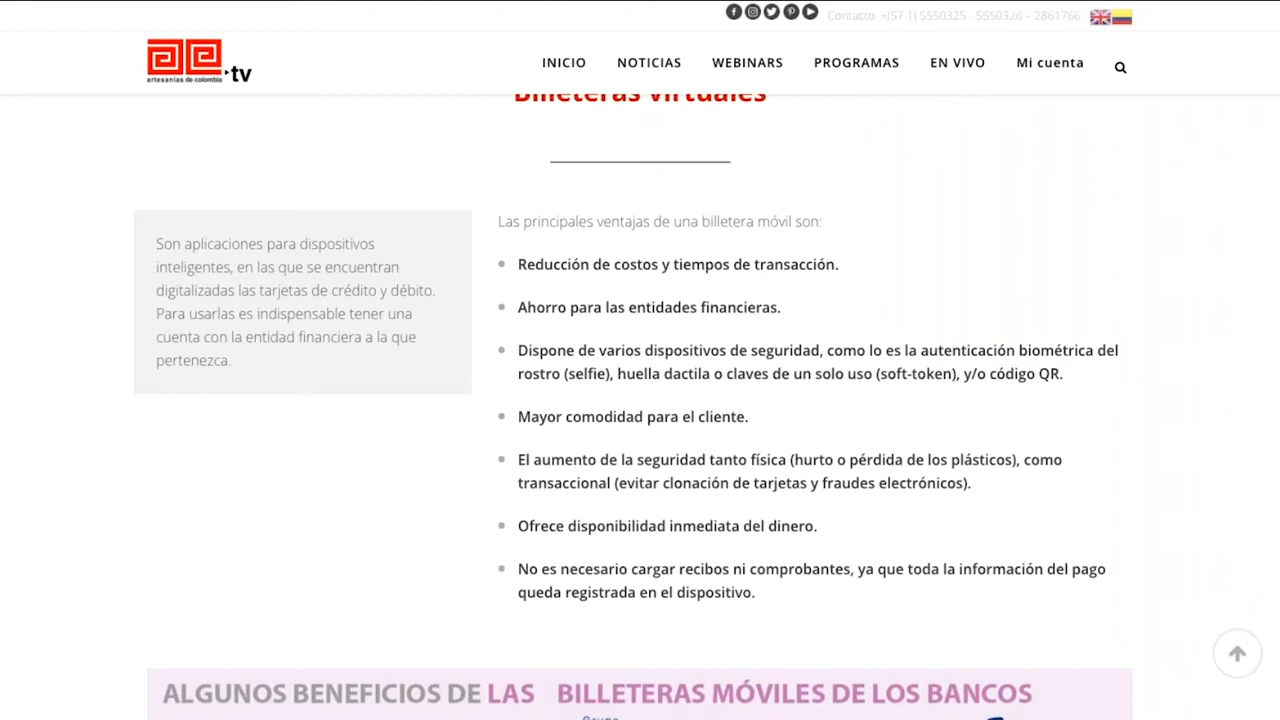 Contacto: +(57 1) 5550325 - 5550326 – 2861766
artesanías de colombia
.tv
INICIO NOTICIAS WEBINARS PROGRAMAS EN VIVO Mi cuenta
Billeteras virtuales
Son aplicaciones para dispositivos
inteligentes, en las que se encuentran
digitalizadas las tarjetas de crédito y débito.
Para usarlas es indispensable tener una
cuenta con la entidad financiera a la que
pertenezca.
Las principales ventajas de una billetera móvil son:
Reducción de costos y tiempos de transacción.
Ahorro para las entidades financieras.
Dispone de varios dispositivos de seguridad, como lo es la autenticación biométrica del
rostro (selfie), huella dactila o claves de un solo uso (soft-token), y/o código QR.
Mayor comodidad para el cliente.
El aumento de la seguridad tanto física (hurto o pérdida de los plásticos), como
transaccional (evitar clonación de tarjetas y fraudes electrónicos).
Ofrece disponibilidad inmediata del dinero.
No es necesario cargar recibos ni comprobantes, ya que toda la información del pago
queda registrada en el dispositivo.
ALGUNOS BENEFICIOS DE LAS BILLETERAS MÓVILES DE LOS BANCOS
Grupo